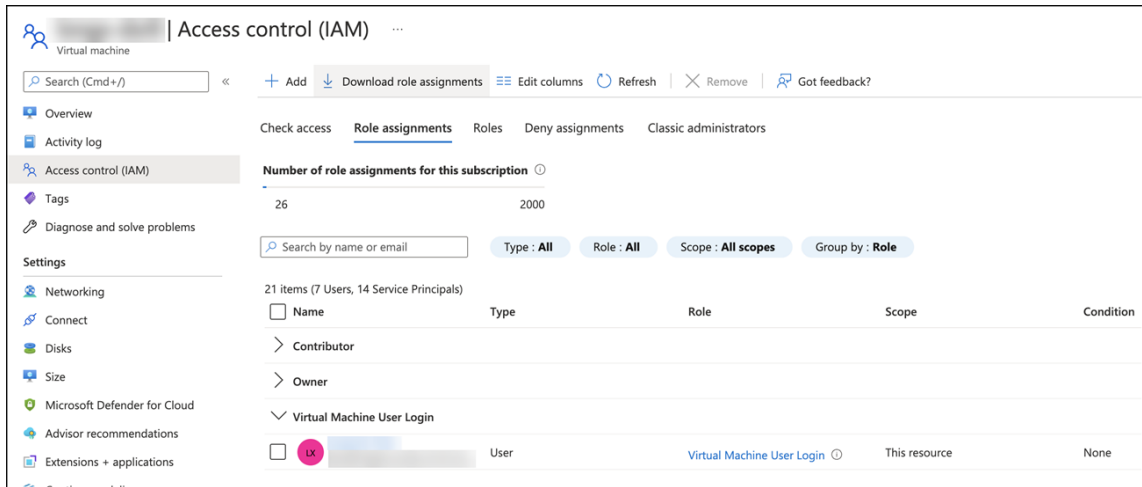 | Access control (IAM) ...
Virtual machine
Search (Cmd+/) «
Overview
Activity log
Access control (IAM)
Tags
Diagnose and solve problems
Settings
Networking
Connect
Disks
Size
Microsoft Defender for Cloud
Advisor recommendations
Extensions + applications
+ Add Download role assignments Edit columns Refresh Remove Got feedback?
Check access Role assignments Roles Deny assignments Classic administrators
Number of role assignments for this subscription
26 2000
Search by name or email Type : All Role : All Scope : All scopes Group by : Role
21 items (7 Users, 14 Service Principals)
Name Type Role Scope Condition
Contributor
Owner
Virtual Machine User Login
LX User Virtual Machine User Login This resource None